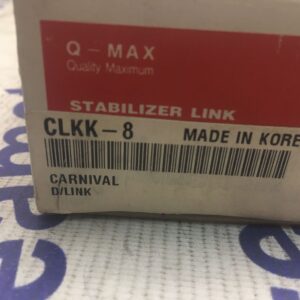 Q-MAX
Quality Maximum
STABILIZER LINK
CLKK-8 MADE IN KORE
CARNIVAL
D/LINK